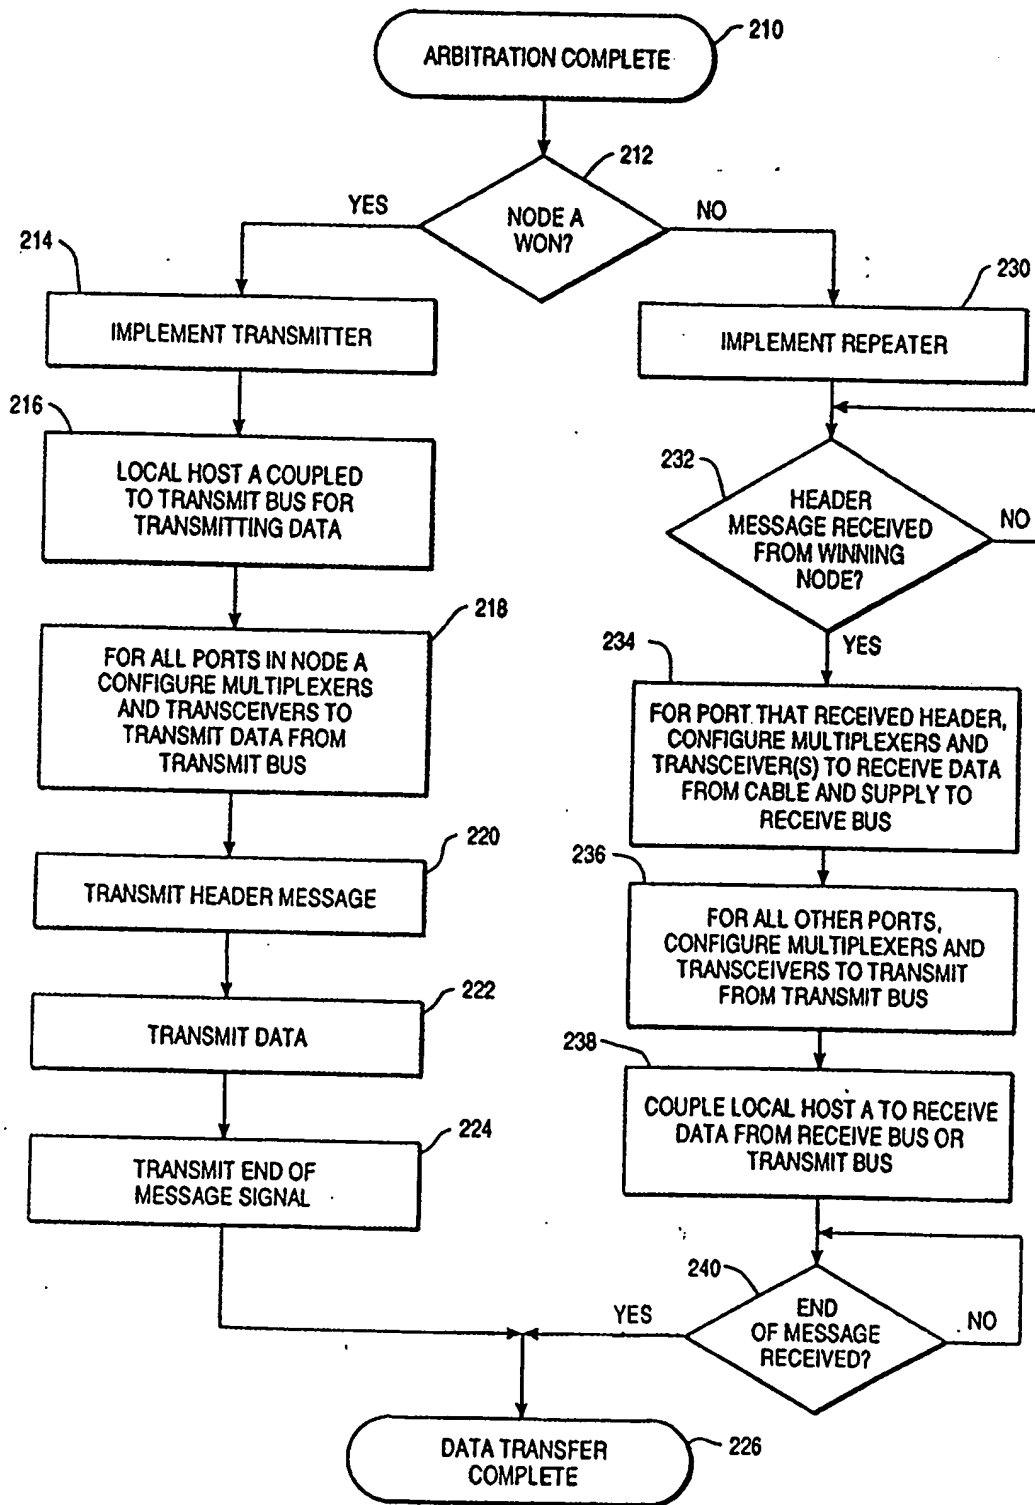 210
ARBITRATION COMPLETE
212
YES
NODE A
WON?
NO
214
IMPLEMENT TRANSMITTER
230
IMPLEMENT REPEATER
216
LOCAL HOST A COUPLED
TO TRANSMIT BUS FOR
TRANSMITTING DATA
232
HEADER
MESSAGE RECEIVED
FROM WINNING
NODE?
NO
YES
218
FOR ALL PORTS IN NODE A
CONFIGURE MULTIPLEXERS
AND TRANSCEIVERS TO
TRANSMIT DATA FROM
TRANSMIT BUS
234
FOR PORT THAT RECEIVED HEADER,
CONFIGURE MULTIPLEXERS AND
TRANSCEIVER(S) TO RECEIVE DATA
FROM CABLE AND SUPPLY TO
RECEIVE BUS
220
TRANSMIT HEADER MESSAGE
236
FOR ALL OTHER PORTS,
CONFIGURE MULTIPLEXERS AND
TRANSCEIVERS TO TRANSMIT
FROM TRANSMIT BUS
222
TRANSMIT DATA
238
COUPLE LOCAL HOST A TO RECEIVE
DATA FROM RECEIVE BUS OR
TRANSMIT BUS
224
TRANSMIT END OF
MESSAGE SIGNAL
240
YES
END
OF MESSAGE
RECEIVED?
NO
DATA TRANSFER
COMPLETE
226